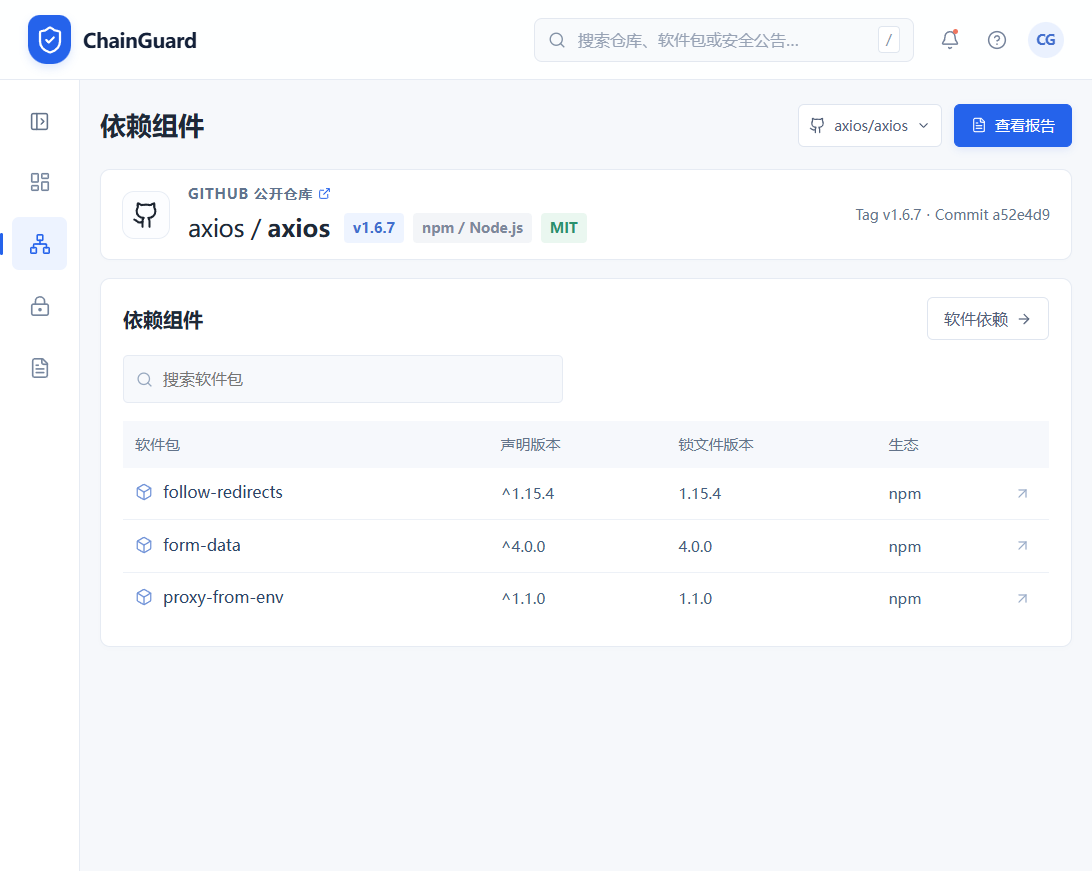 ChainGuard
搜索仓库、软件包或安全公告...
/
CG
依赖组件
axios/axios
查看报告
GITHUB 公开仓库
axios / axios v1.6.7 npm / Node.js MIT
Tag v1.6.7 · Commit a52e4d9
依赖组件
软件依赖
搜索软件包
软件包 声明版本 锁文件版本 生态
follow-redirects ^1.15.4 1.15.4 npm
form-data ^4.0.0 4.0.0 npm
proxy-from-env ^1.1.0 1.1.0 npm